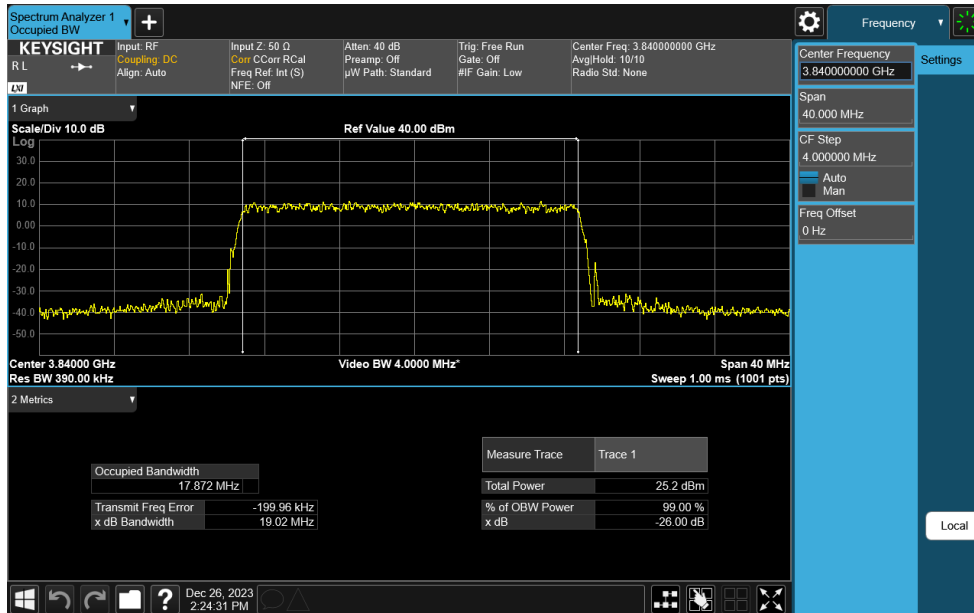 Spectrum Analyzer 1
Occupied BW
Frequency
KEYSIGHT
R L
LXI
Input: RF
Coupling: DC
Align: Auto
Input Z: 50 Ω
Corr CCorr RCal
Freq Ref: Int (S)
NFE: Off
Atten: 40 dB
Preamp: Off
µW Path: Standard
Trig: Free Run
Gate: Off
#IF Gain: Low
Center Freq: 3.840000000 GHz
Avg|Hold: 10/10
Radio Std: None
Center Frequency
3.840000000 GHz
Settings
Span
40.000 MHz
CF Step
4.000000 MHz
Auto
Man
Freq Offset
0 Hz
Local
1 Graph
Scale/Div 10.0 dB
Ref Value 40.00 dBm
Log
30.0
20.0
10.0
0.00
-10.0
-20.0
-30.0
-40.0
-50.0
Center 3.84000 GHz
Video BW 4.0000 MHz*
Span 40 MHz
Res BW 390.00 kHz
Sweep 1.00 ms (1001 pts)
2 Metrics
Measure Trace
Trace 1
Occupied Bandwidth
17.872 MHz
Total Power
25.2 dBm
Transmit Freq Error
-199.96 kHz
% of OBW Power
99.00 %
x dB Bandwidth
19.02 MHz
x dB
-26.00 dB
?
Dec 26, 2023
2:24:31 PM